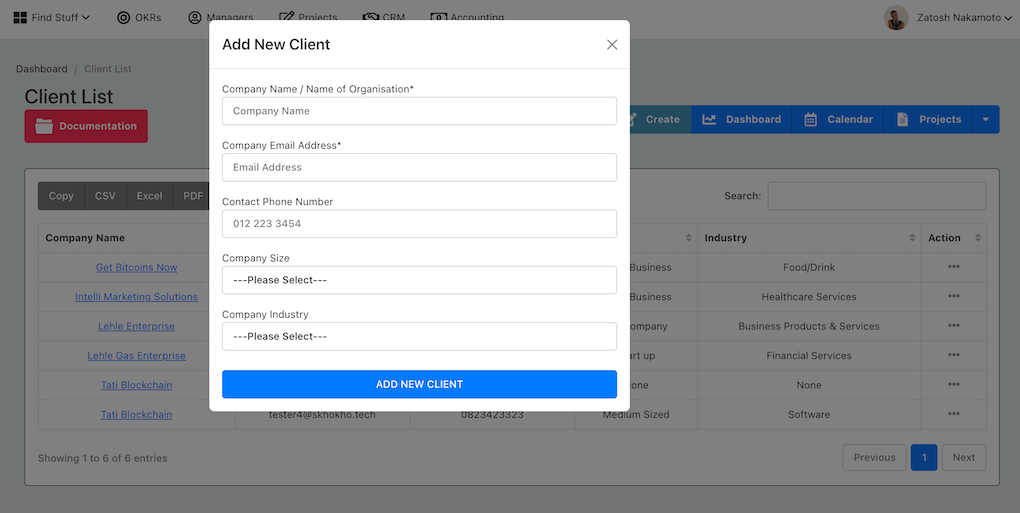 Find Stuff
OKRs
Managers
Projects
CRM
Accounting
Zatosh Nakamoto
Add New Client
Dashboard / Client List
Client List
Documentation
Company Name / Name of Organisation*
Company Name
Create
Dashboard
Calendar
Projects
Company Email Address*
Email Address
Copy
CSV
Excel
PDF
Search:
Contact Phone Number
012 223 3454
Company Name
Industry
Action
Company Size
---Please Select---
Get Bitcoins Now
Business
Food/Drink
Intelli Marketing Solutions
Business
Healthcare Services
Company Industry
---Please Select---
Lehle Enterprise
Business Products & Services
Lehle Gas Enterprise
Financial Services
ADD NEW CLIENT
Tati Blockchain
None
Tati Blockchain
tester4@skhokho.tech
0823423323
Medium Sized
Software
Showing 1 to 6 of 6 entries
Previous
1
Next